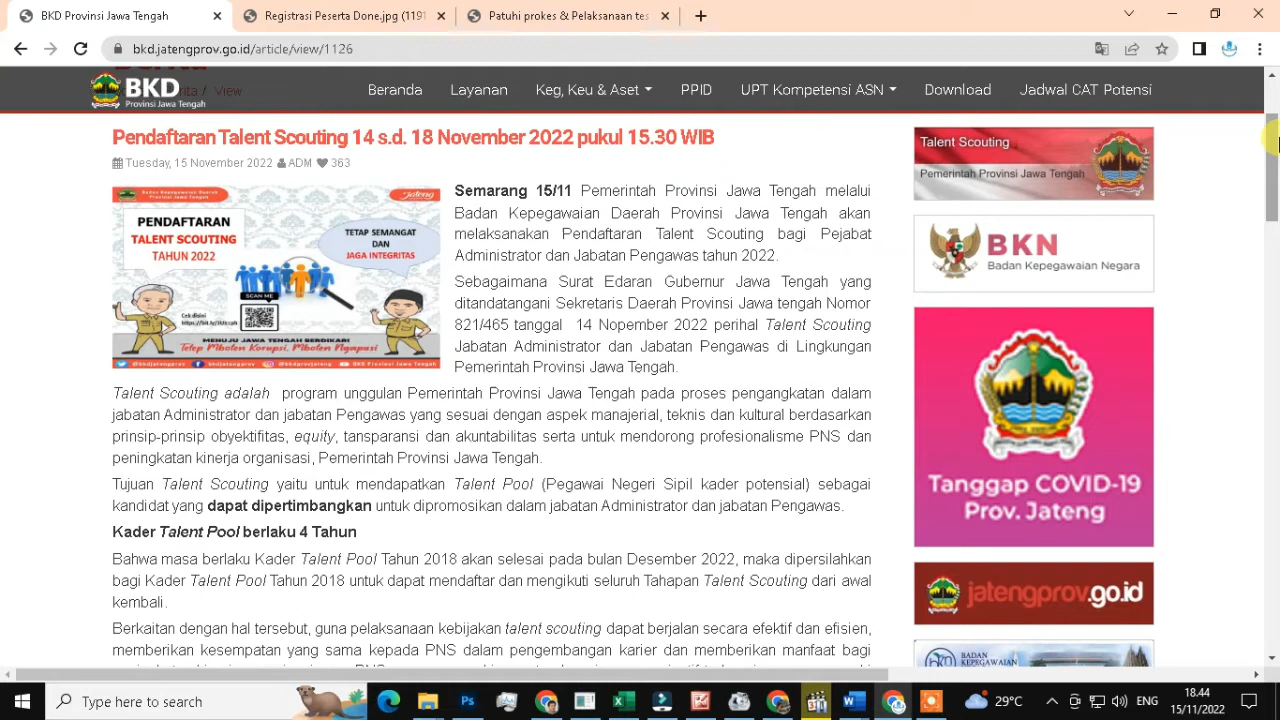 BKD Provinsi Jawa Tengah
Registrasi Peserta Done.jpg (119
Patuhi prokes & Pelaksanaan tes
bkd.jatengprov.go.id/article/view/1126
BKD
Provinsi Jawa Tengah
View
Beranda
Layanan
Keg, Keu & Aset
PPID
UPT Kompetensi ASN
Download
Jadwal CAT Potensi
Pendaftaran Talent Scouting 14 s.d. 18 November 2022 pukul 15.30 WIB
Tuesday, 15 November 2022 ADM 363
PENDAFTARAN
TALENT SCOUTING
TAHUN 2022
TETAP SEMANGAT
DAN
JAGA INTEGRITAS
SCAN ME
Cek disini
MENUJU JAWA TENGAH BERDIKARI
Tetep Mboten Korupsi, Mboten Ngapusi
Semarang 15/11 Pemerintah Provinsi Jawa Tengah melalui
Badan Kepegawaian Daerah Provinsi Jawa Tengah akan
melaksanakan Pendaftaran Talent Scouting bagi Pejabat
Administrator dan Jabatan Pengawas tahun 2022.
Sebagaimana Surat Edaran Gubernur Jawa Tengah yang
ditandatangani Sekretaris Daerah Provinsi Jawa tengah Nomor
821/465 tanggal 14 Nopember 2022 perihal Talent Scouting
Jabatan Administrator dan Jabatan Pengawas di Lingkungan
Pemerintah Provinsi Jawa Tengah.
Talent Scouting adalah program unggulan Pemerintah Provinsi Jawa Tengah pada proses pengangkatan dalam
jabatan Administrator dan jabatan Pengawas yang sesuai dengan aspek manajerial, teknis dan kultural berdasarkan
prinsip-prinsip obyektifitas, equity, tansparansi dan akuntabilitas serta untuk mendorong profesionalisme PNS dan
peningkatan kinerja organisasi, Pemerintah Provinsi Jawa Tengah.
Tujuan Talent Scouting yaitu untuk mendapatkan Talent Pool (Pegawai Negeri Sipil kader potensial) sebagai
kandidat yang dapat dipertimbangkan untuk dipromosikan dalam jabatan Administrator dan jabatan Pengawas.
Kader Talent Pool berlaku 4 Tahun
Bahwa masa berlaku Kader Talent Pool Tahun 2018 akan selesai pada bulan Desember 2022, maka dipersilahkan
bagi Kader Talent Pool Tahun 2018 untuk dapat mendaftar dan mengikuti seluruh Tahapan Talent Scouting dari awal
kembali.
Berkaitan dengan hal tersebut, guna pelaksanaan kebijakan talent scouting dapat berjalan secara efektif dan efisien,
memberikan kesempatan yang sama kepada PNS dalam pengembangan karier dan memberikan manfaat bagi
Talent Scouting
Pemerintah Provinsi Jawa Tengah
BKN
Badan Kepegawaian Negara
Tanggap COVID-19
Prov. Jateng
jatengprov.go.id
BADAN
KEPEGAWAIAN
Type here to search
29°C
ENG
18.44
15/11/2022